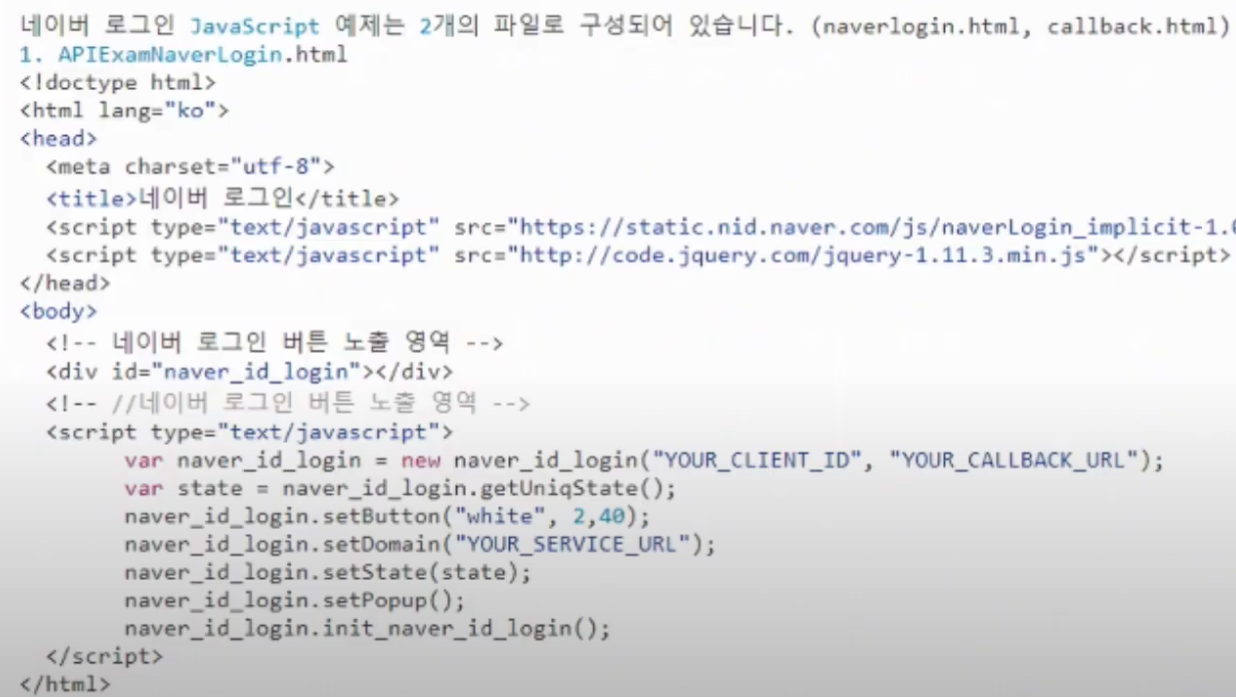 네이버 로그인 JavaScript 예제는 2개의 파일로 구성되어 있습니다. (naverlogin.html, callback.html)
1. APIExamNaverLogin.html
<!doctype html>
<html lang="ko">
<head>
<meta charset="utf-8">
<title>네이버 로그인</title>
<script type="text/javascript" src="https://static.nid.naver.com/js/naverLogin_implicit-1.0
<script type="text/javascript" src="http://code.jquery.com/jquery-1.11.3.min.js"></script>
</head>
<body>
<!-- 네이버 로그인 버튼 노출 영역 -->
<div id="naver_id_login"></div>
<!-- //네이버 로그인 버튼 노출 영역 -->
<script type="text/javascript">
var naver_id_login = new naver_id_login("YOUR_CLIENT_ID", "YOUR_CALLBACK_URL");
var state = naver_id_login.getUniqState();
naver_id_login.setButton("white", 2,40);
naver_id_login.setDomain("YOUR_SERVICE_URL");
naver_id_login.setState(state);
naver_id_login.setPopup();
naver_id_login.init_naver_id_login();
</script>
</html>